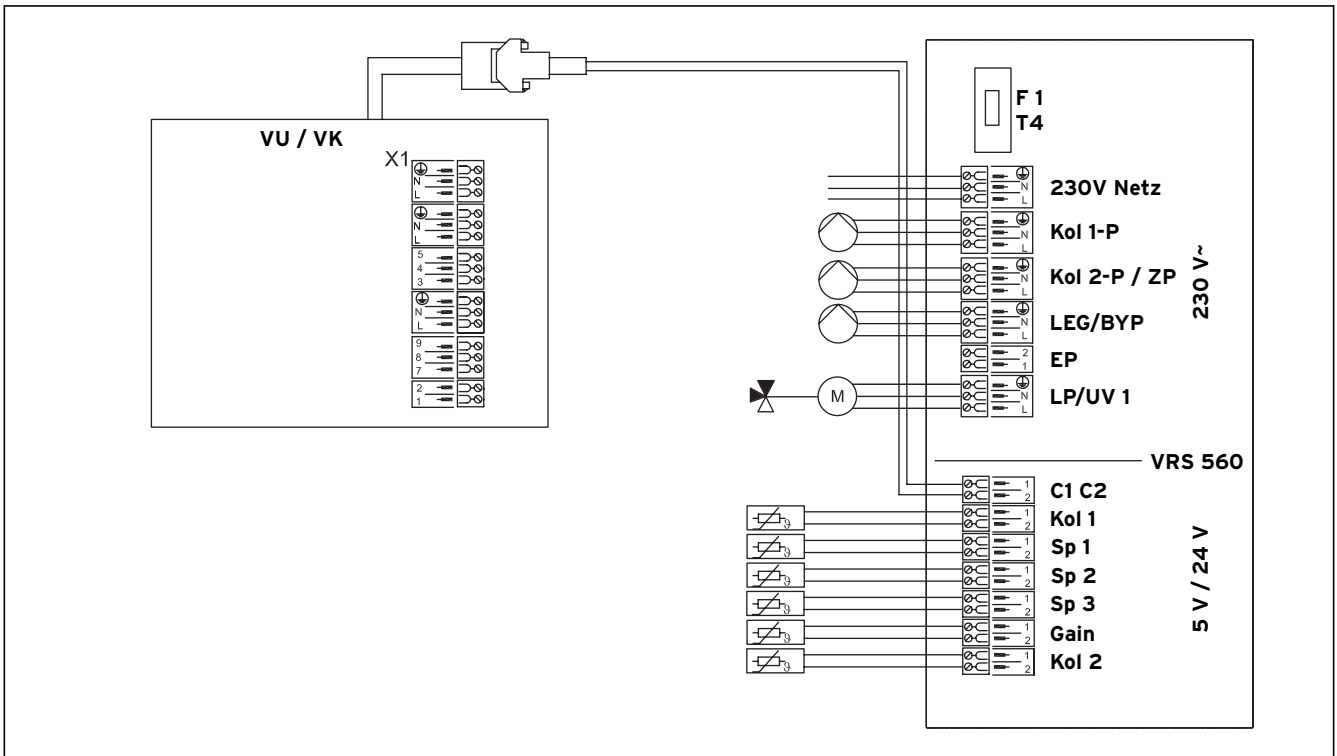 VU / VK
X1
N
L
N
L
5
4
3
N
L
9
8
7
2
1
F 1
T4
N
L
230V Netz
N
L
Kol 1-P
N
L
Kol 2-P / ZP
N
L
LEG/BYP
2
1
EP
M
N
L
LP/UV 1
230 V~
VRS 560
1
2
C1 C2
ϑ
1
2
Kol 1
ϑ
1
2
Sp 1
ϑ
1
2
Sp 2
ϑ
1
2
Sp 3
ϑ
1
2
Gain
ϑ
1
2
Kol 2
5 V / 24 V